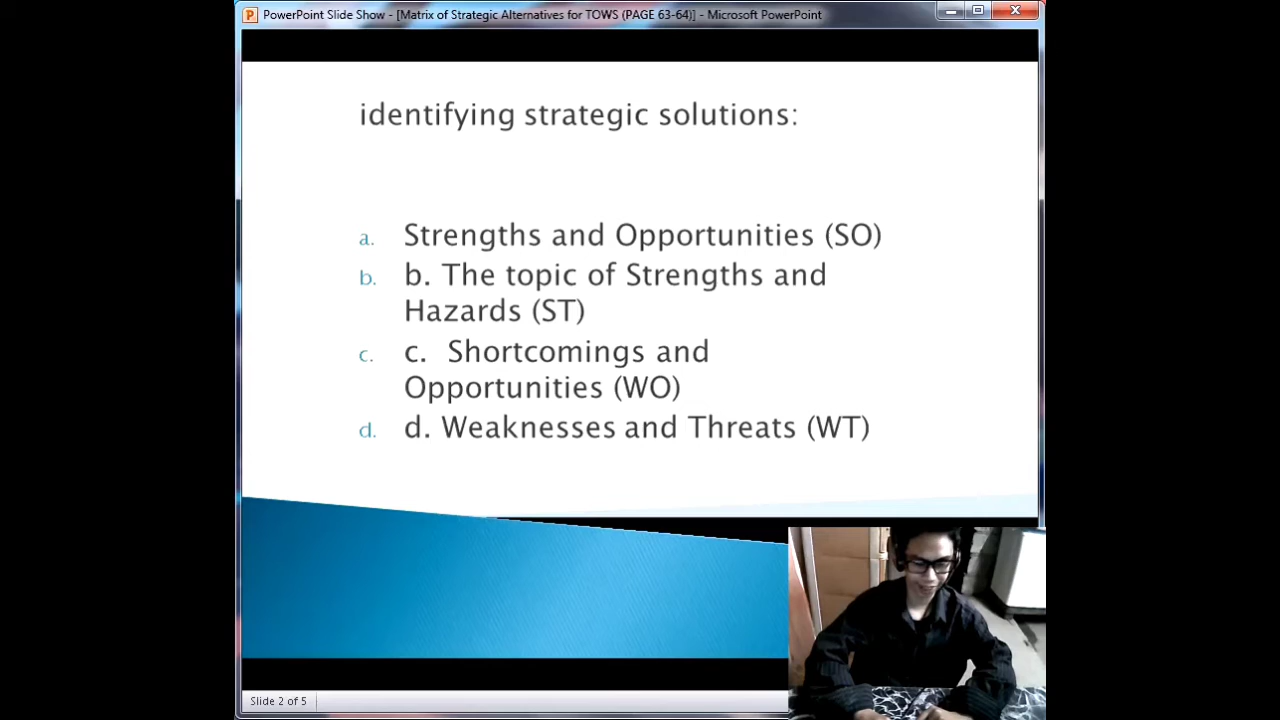 PowerPoint Slide Show - [Matrix of Strategic Alternatives for TOWS (PAGE 63-64)] - Microsoft PowerPoint
identifying strategic solutions:
a. Strengths and Opportunities (SO)
b. b. The topic of Strengths and
Hazards (ST)
c. c. Shortcomings and
Opportunities (WO)
d. d. Weaknesses and Threats (WT)
Slide 2 of 5